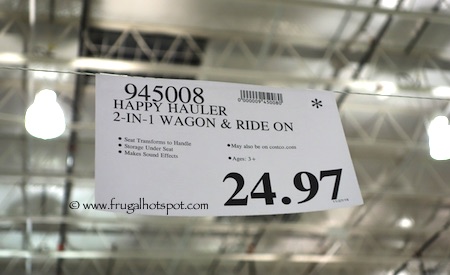 945008
HAPPY HAULER
2-IN-1 WAGON & RIDE ON
*
• Seat Transforms to Handle
• Storage Under Seat
• Makes Sound Effects
• May also be on costco.com
• Ages: 3+
24.97
©www.frugalhotspot.com